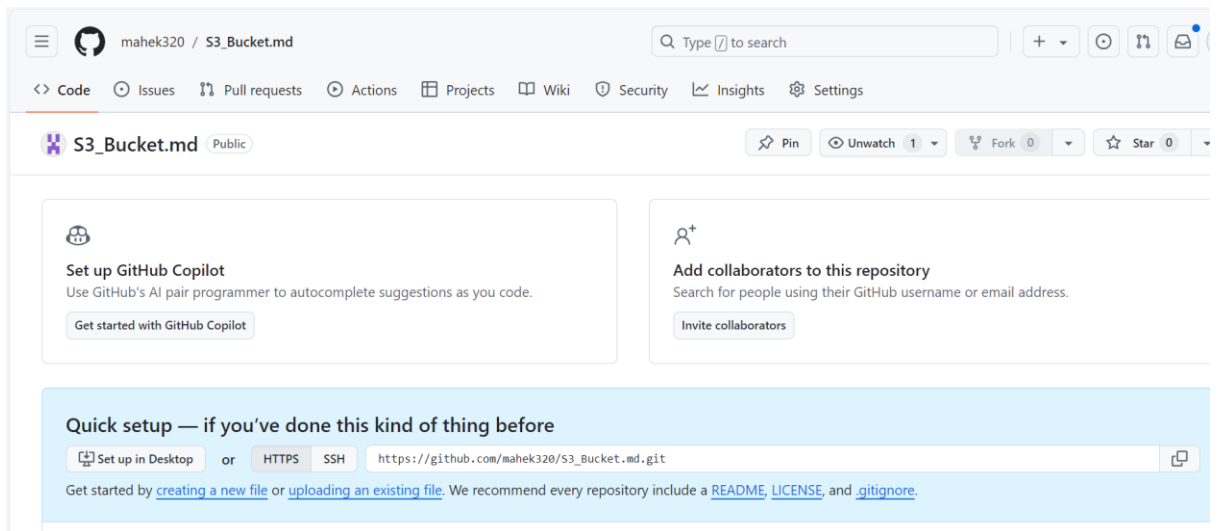 mahek320 / S3_Bucket.md
Type / to search
Code Issues Pull requests Actions Projects Wiki Security Insights Settings
S3_Bucket.md Public
Pin Unwatch 1 Fork 0 Star 0
Set up GitHub Copilot
Use GitHub's AI pair programmer to autocomplete suggestions as you code.
Get started with GitHub Copilot
Add collaborators to this repository
Search for people using their GitHub username or email address.
Invite collaborators
Quick setup — if you've done this kind of thing before
Set up in Desktop or HTTPS SSH https://github.com/mahek320/S3_Bucket.md.git
Get started by creating a new file or uploading an existing file. We recommend every repository include a README, LICENSE, and .gitignore.